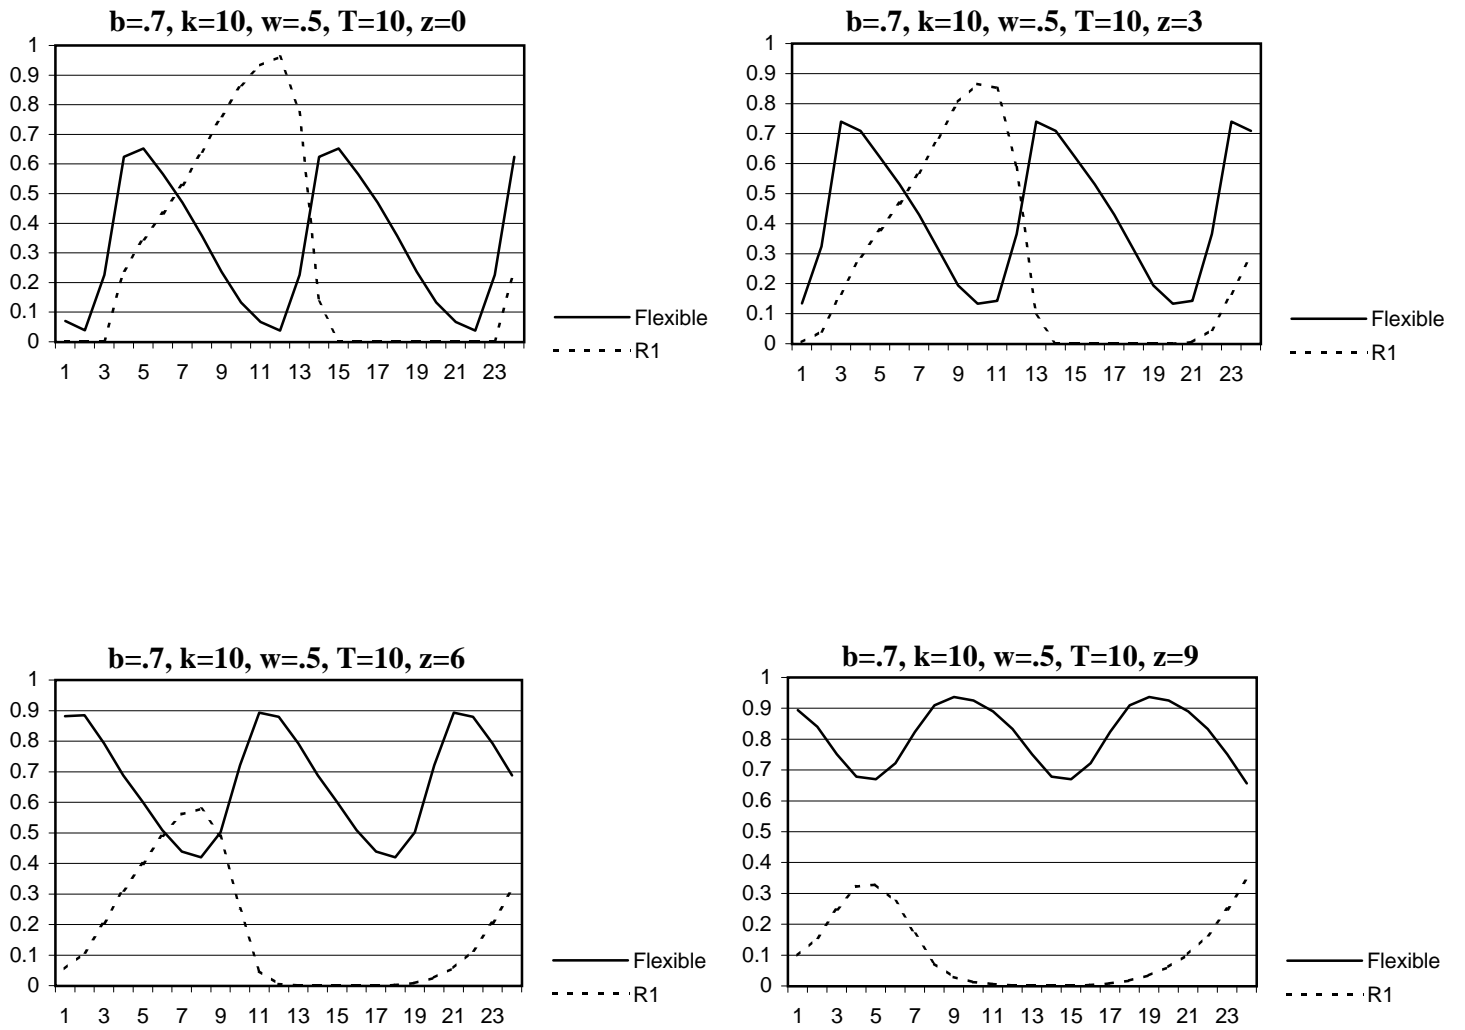 b=.7, k=10, w=.5, T=10, z=0
1
0.9
0.8
0.7
0.6
0.5
0.4
0.3
0.2
0.1
0
1 3 5 7 9 11 13 15 17 19 21 23
Flexible
R1
b=.7, k=10, w=.5, T=10, z=3
1
0.9
0.8
0.7
0.6
0.5
0.4
0.3
0.2
0.1
0
1 3 5 7 9 11 13 15 17 19 21 23
Flexible
R1
b=.7, k=10, w=.5, T=10, z=6
1
0.9
0.8
0.7
0.6
0.5
0.4
0.3
0.2
0.1
0
1 3 5 7 9 11 13 15 17 19 21 23
Flexible
R1
b=.7, k=10, w=.5, T=10, z=9
1
0.9
0.8
0.7
0.6
0.5
0.4
0.3
0.2
0.1
0
1 3 5 7 9 11 13 15 17 19 21 23
Flexible
R1